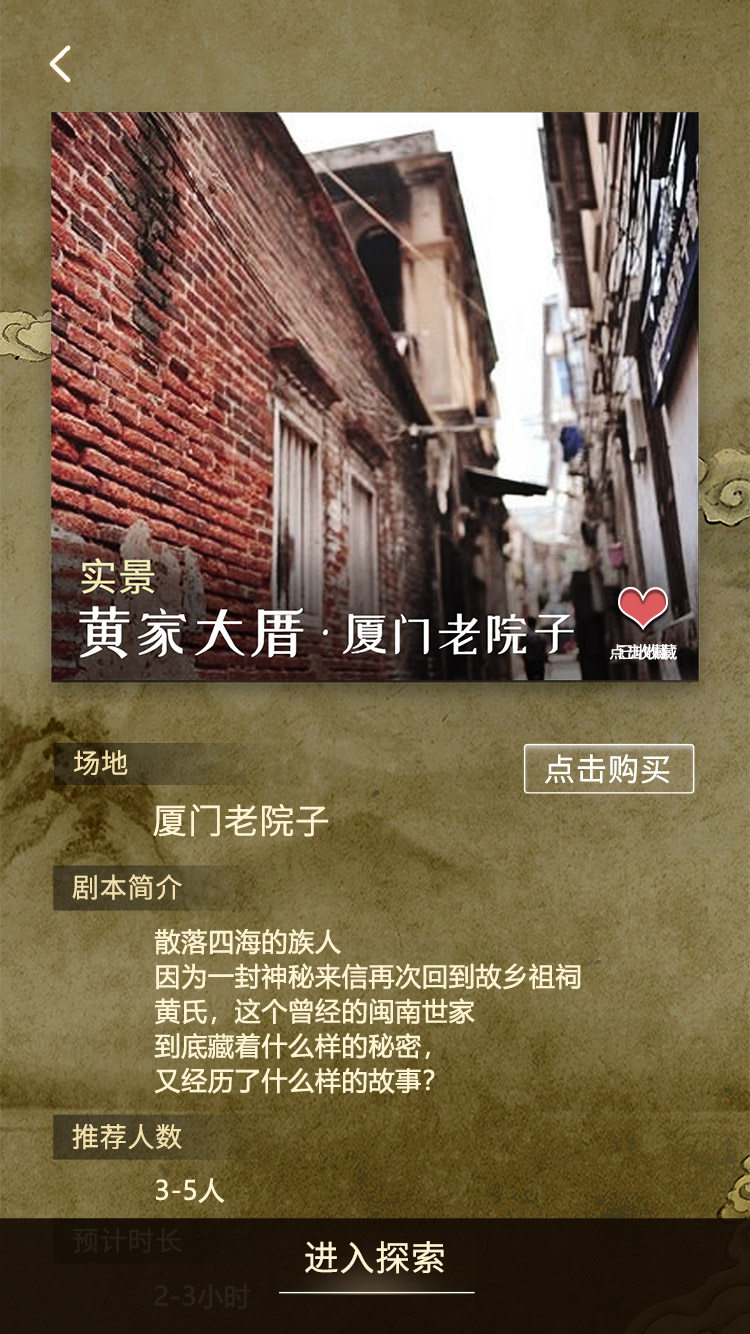 实景
黄家大厝·厦门老院子
场地
点击购买
厦门老院子
剧本简介
散落四海的族人
因为一封神秘来信再次回到故乡祖祠
黄氏，这个曾经的闽南世家
到底藏着什么样的秘密，
又经历了什么样的故事？
推荐人数
3-5人
预计时长
2-3小时
进入探索